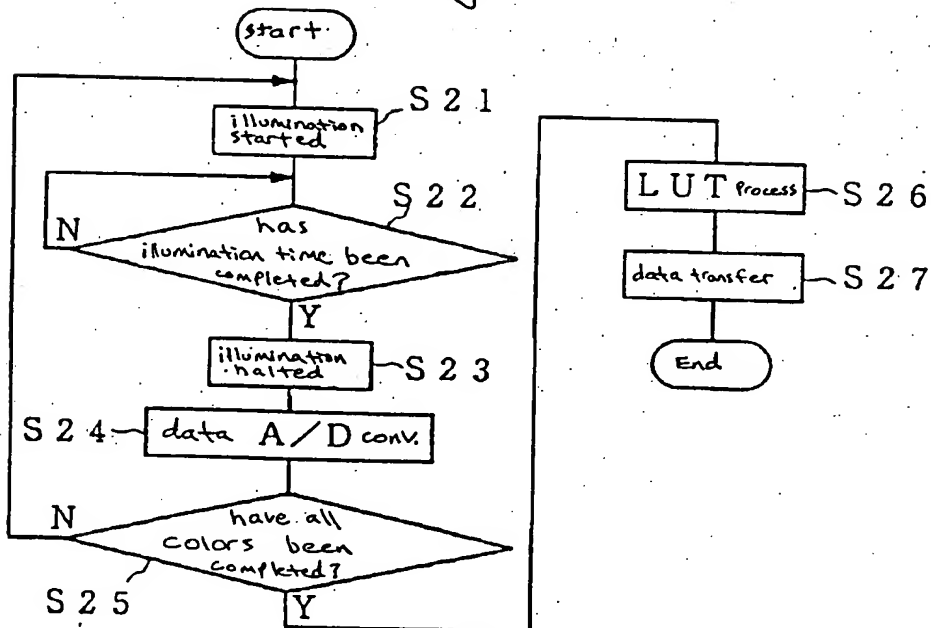 start
S21
illumination
started
S22
N
has
illumination time been
completed?
Y
illumination
halted
S23
S24
data A/D conv.
N
have all
colors been
completed?
S25
Y
LUT Process
S26
data transfer
S27
End